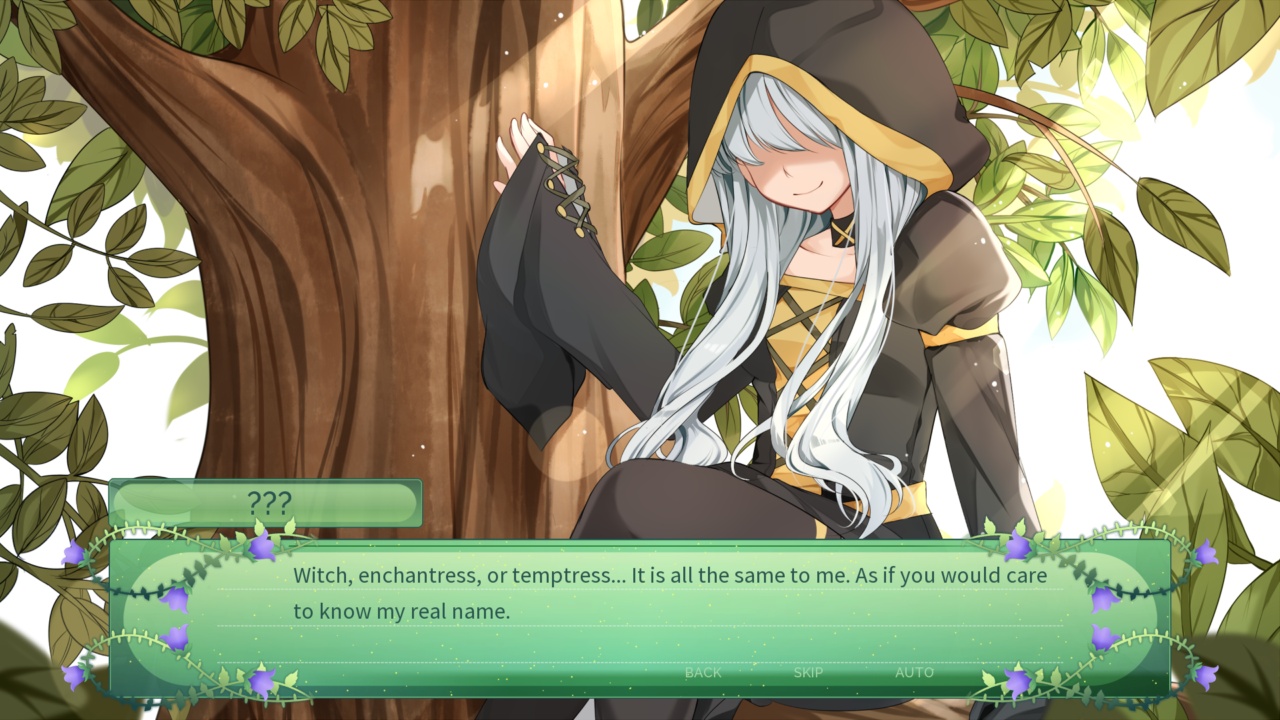 ???
Witch, enchantress, or temptress... It is all the same to me. As if you would care
to know my real name.
BACK SKIP AUTO